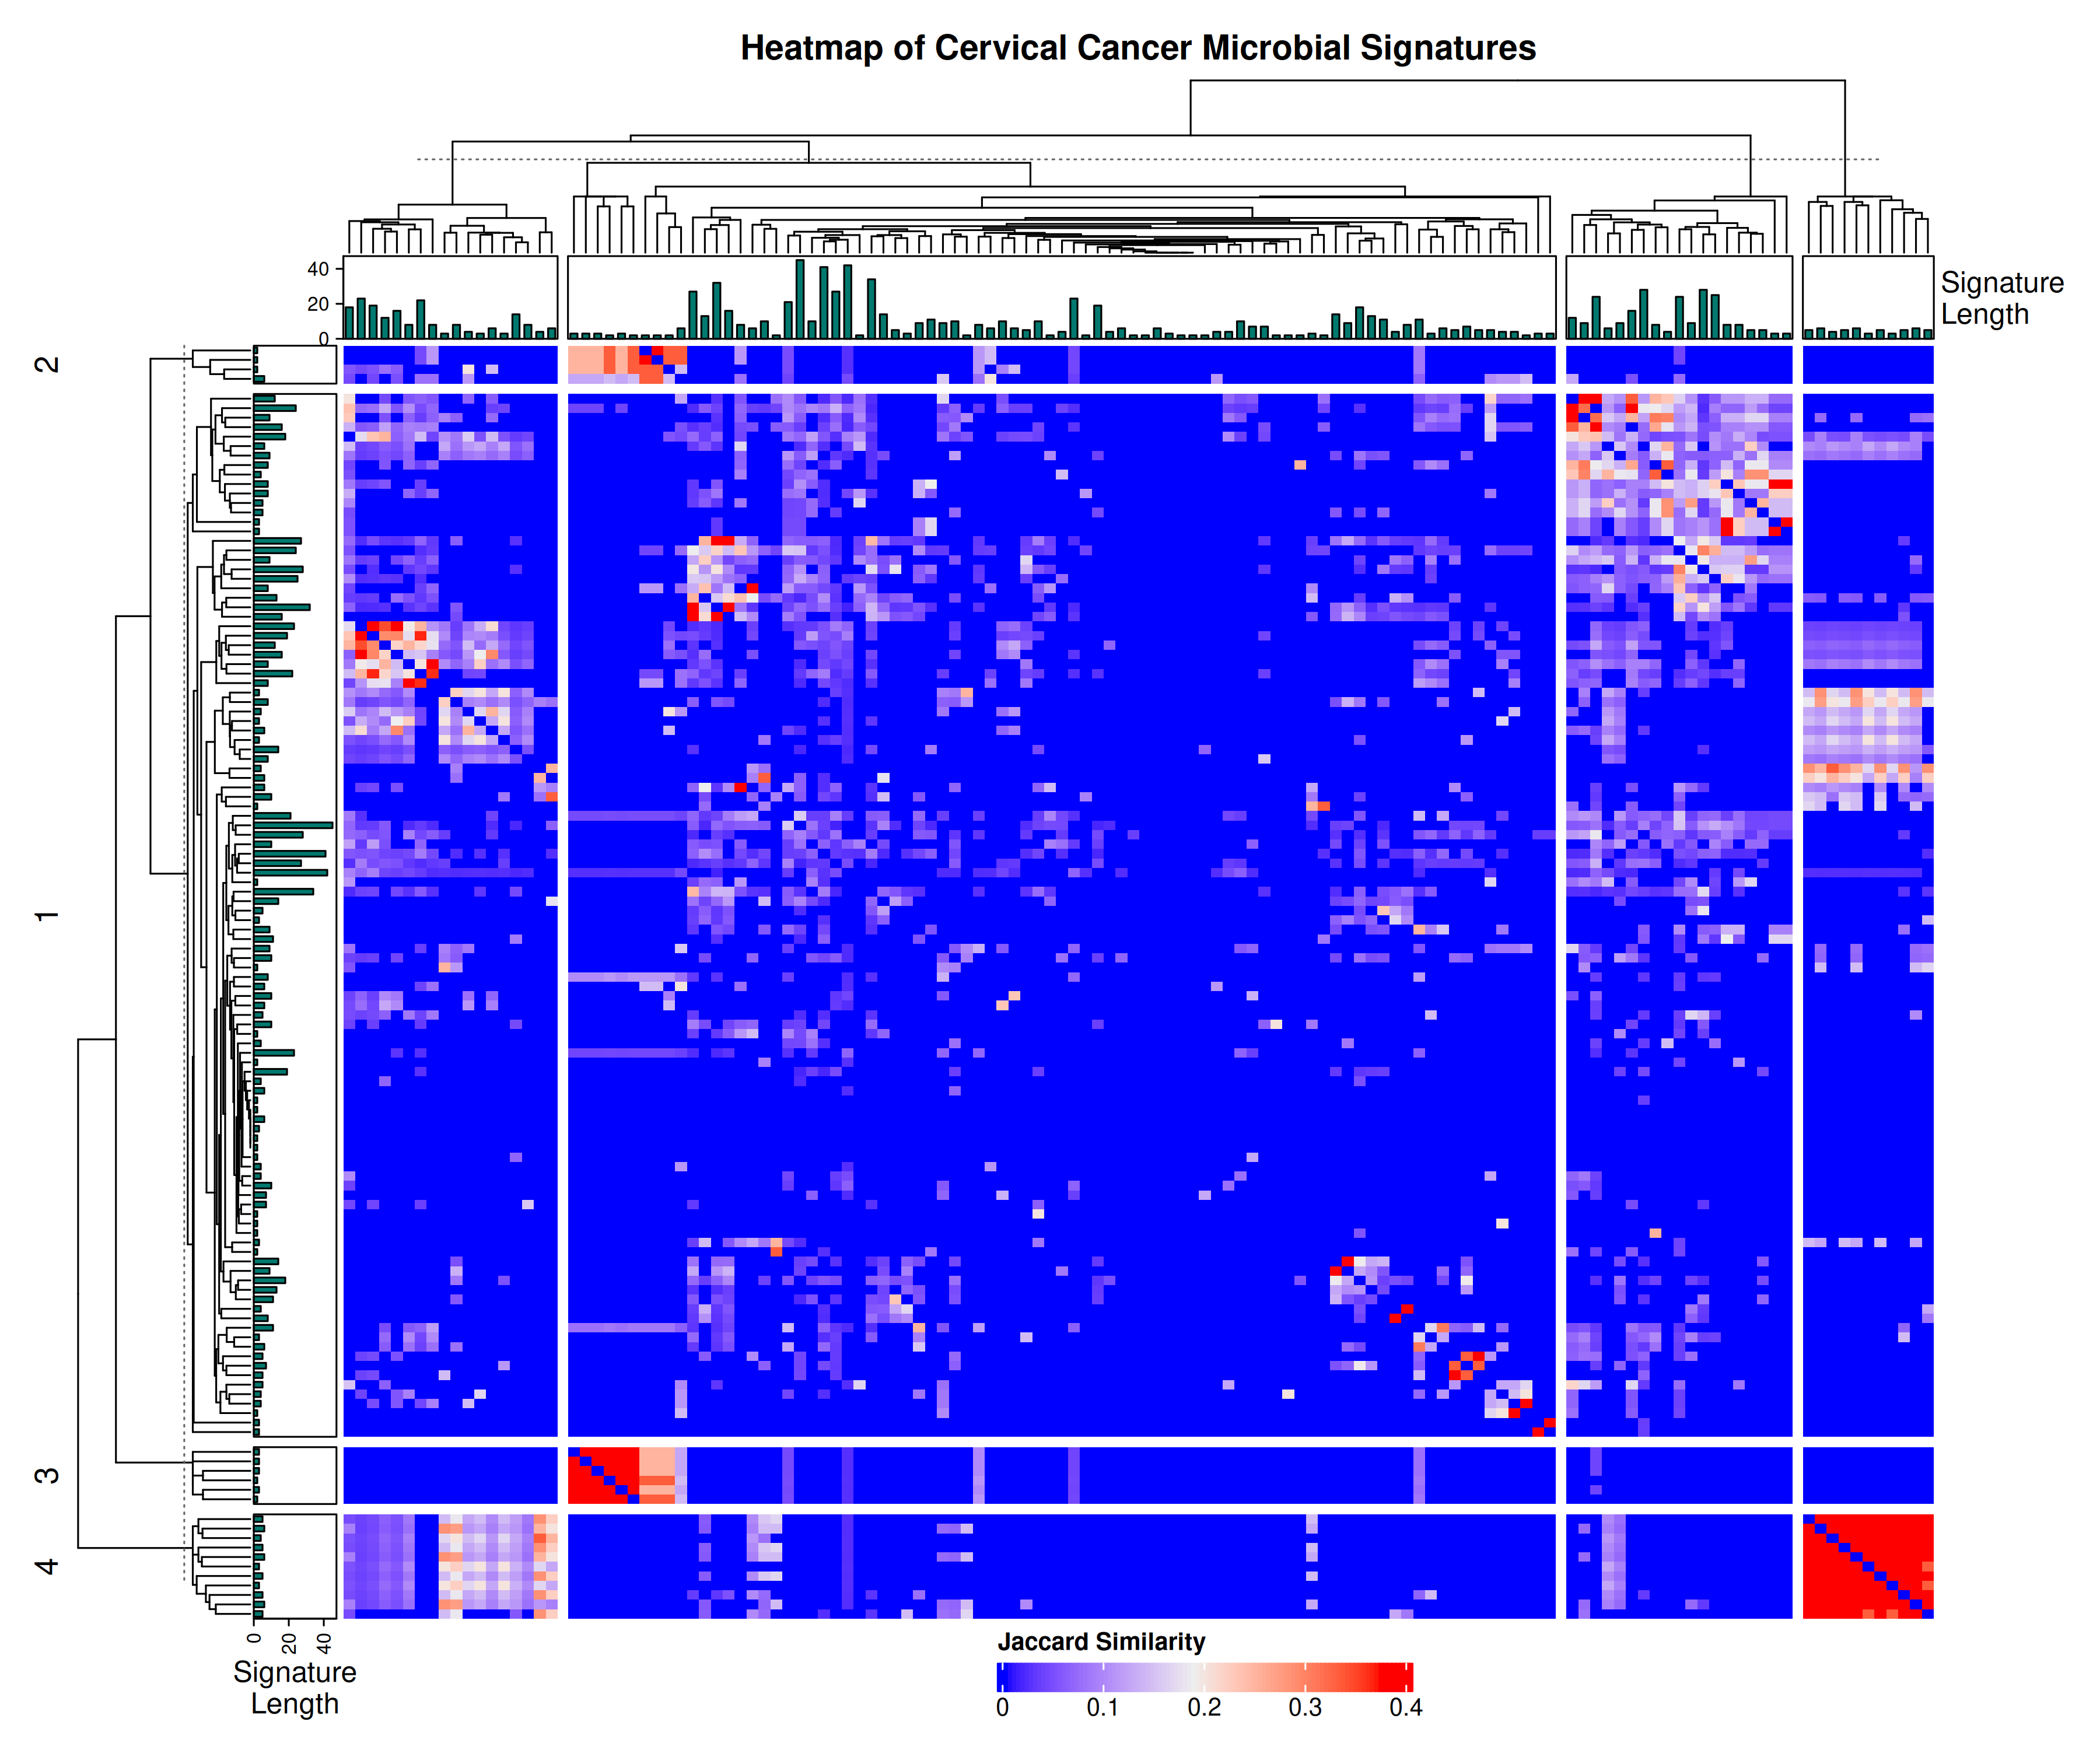 Heatmap of Cervical Cancer Microbial Signatures
40
20
0
Signature
Length
2
1
3
4
0 20 40
Signature
Length
Jaccard Similarity
0 0.1 0.2 0.3 0.4